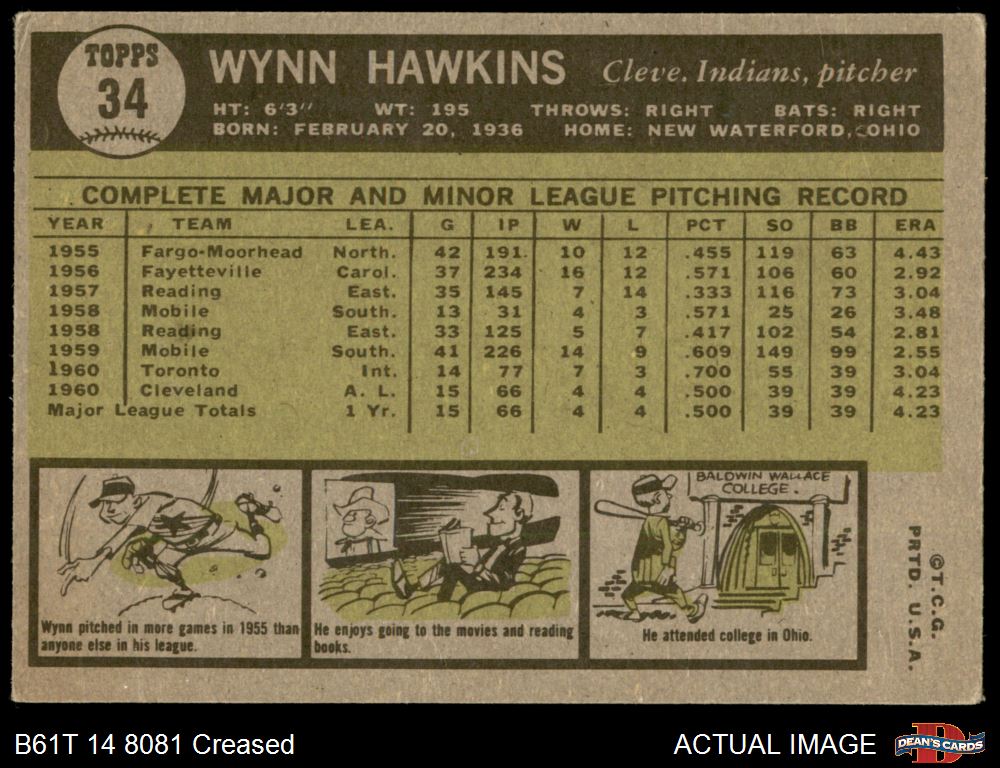 TOPPS
34
WYNN HAWKINS Cleve. Indians, pitcher
HT: 6'3" WT: 195 THROWS: RIGHT BATS: RIGHT
BORN: FEBRUARY 20, 1936 HOME: NEW WATERFORD, OHIO
COMPLETE MAJOR AND MINOR LEAGUE PITCHING RECORD
YEAR TEAM LEA. G IP W L PCT SO BB ERA
1955 Fargo-Moorhead North. 42 191 10 12 .455 119 63 4.43
1956 Fayetteville Carol. 37 234 16 12 .571 106 60 2.92
1957 Reading East. 35 145 7 14 .333 116 73 3.04
1958 Mobile South. 13 31 4 3 .571 25 26 3.48
1958 Reading East. 33 125 5 7 .417 102 54 2.81
1959 Mobile South. 41 226 14 9 .609 149 99 2.55
1960 Toronto Int. 14 77 7 3 .700 55 39 3.04
1960 Cleveland A. L. 15 66 4 4 .500 39 39 4.23
Major League Totals 1 Yr. 15 66 4 4 .500 39 39 4.23
Wynn pitched in more games in 1955 than
anyone else in his league.
He enjoys going to the movies and reading
books.
BALDWIN WALLACE
COLLEGE.
He attended college in Ohio.
©T.C.G.
PRTD. U.S.A.
B61T 14 8081 Creased
ACTUAL IMAGE
D
DEAN'S CARDS